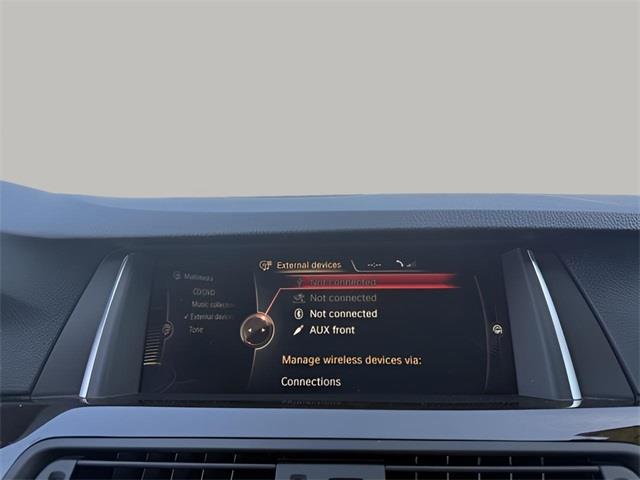 External devices --:--
Multimedia
CD/DVD
Music collection
✓ External devices
Tone
Not connected
Not connected
Not connected
AUX front
Manage wireless devices via:
Connections